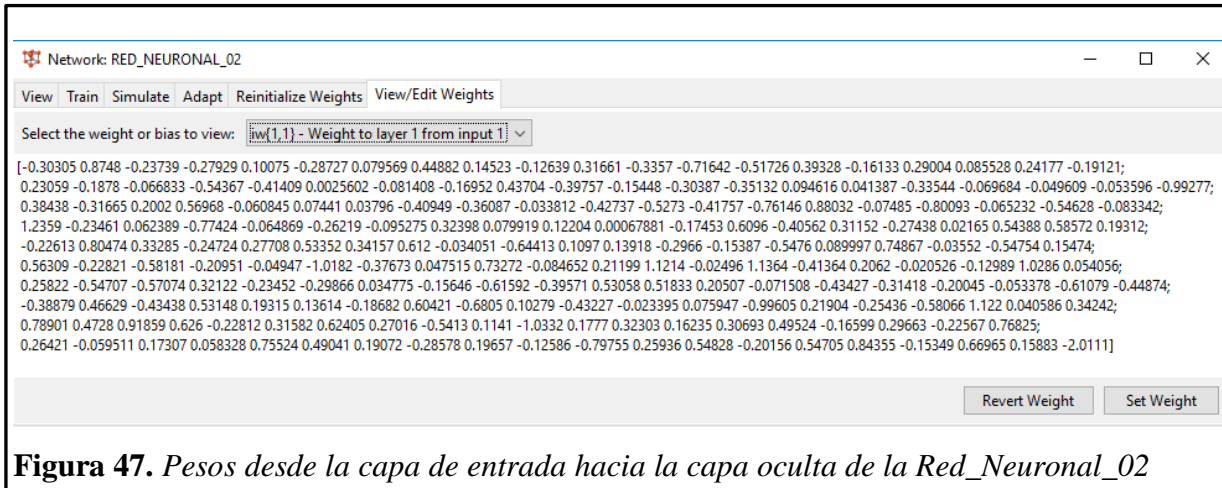 Network: RED_NEURONAL_02
View Train Simulate Adapt Reinitialize Weights View/Edit Weights
Select the weight or bias to view: iw{1,1} - Weight to layer 1 from input 1
[-0.30305 0.8748 -0.23739 -0.27929 0.10075 -0.28727 0.079569 0.44882 0.14523 -0.12639 0.31661 -0.3357 -0.71642 -0.51726 0.39328 -0.16133 0.29004 0.085528 0.24177 -0.19121;
0.23059 -0.1878 -0.066833 -0.54367 -0.41409 0.0025602 -0.081408 -0.16952 0.43704 -0.39757 -0.15448 -0.30387 -0.35132 0.094616 0.041387 -0.33544 -0.069684 -0.049609 -0.053596 -0.99277;
0.38438 -0.31665 0.2002 0.56968 -0.060845 0.07441 0.03796 -0.40949 -0.36087 -0.033812 -0.42737 -0.5273 -0.41757 -0.76146 0.88032 -0.07485 -0.80093 -0.065232 -0.54628 -0.083342;
1.2359 -0.23461 0.062389 -0.77424 -0.064869 -0.26219 -0.095275 0.32398 0.079919 0.12204 0.00067881 -0.17453 0.6096 -0.40562 0.31152 -0.27438 0.02165 0.54388 0.58572 0.19312;
-0.22613 0.80474 0.33285 -0.24724 0.27708 0.53352 0.34157 0.612 -0.034051 -0.64413 0.1097 0.13918 -0.2966 -0.15387 -0.5476 0.089997 0.74867 -0.03552 -0.54754 0.15474;
0.56309 -0.22821 -0.58181 -0.20951 -0.04947 -1.0182 -0.37673 0.047515 0.73272 -0.084652 0.21199 1.1214 -0.02496 1.1364 -0.41364 0.2062 -0.020526 -0.12989 1.0286 0.054056;
0.25822 -0.54707 -0.57074 0.32122 -0.23452 -0.29866 0.034775 -0.15646 -0.61592 -0.39571 0.53058 0.51833 0.20507 -0.071508 -0.43427 -0.31418 -0.20045 -0.053378 -0.61079 -0.44874;
-0.38879 0.46629 -0.43438 0.53148 0.19315 0.13614 -0.18682 0.60421 -0.6805 0.10279 -0.43227 -0.023395 0.075947 -0.99605 0.21904 -0.25436 -0.58066 1.122 0.040586 0.34242;
0.78901 0.4728 0.91859 0.626 -0.22812 0.31582 0.62405 0.27016 -0.5413 0.1141 -1.0332 0.1777 0.32303 0.16235 0.30693 0.49524 -0.16599 0.29663 -0.22567 0.76825;
0.26421 -0.059511 0.17307 0.058328 0.75524 0.49041 0.19072 -0.28578 0.19657 -0.12586 -0.79755 0.25936 0.54828 -0.20156 0.54705 0.84355 -0.15349 0.66965 0.15883 -2.0111]
Revert Weight Set Weight
Figura 47. Pesos desde la capa de entrada hacia la capa oculta de la Red_Neuronal_02